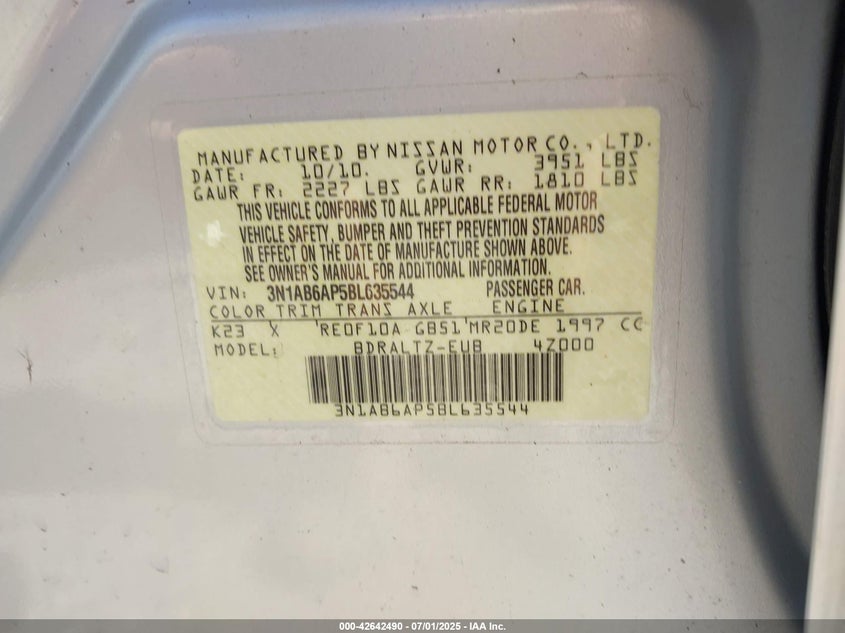 MANUFACTURED BY NISSAN MOTOR CO., LTD.
DATE: 10/10. GVWR: 3951 LBS
GAWR FR: 2227 LBS GAWR RR: 1810 LBS
THIS VEHICLE CONFORMS TO ALL APPLICABLE FEDERAL MOTOR
VEHICLE SAFETY, BUMPER AND THEFT PREVENTION STANDARDS
IN EFFECT ON THE DATE OF MANUFACTURE SHOWN ABOVE.
SEE OWNER'S MANUAL FOR ADDITIONAL INFORMATION.
VIN: 3N1AB6AP5BL635544 PASSENGER CAR.
COLOR TRIM TRANS AXLE ENGINE
K23 X RE0F10A GB51 MR20DE 1997 CC
MODEL: BDRALTZ-EUB 4Z000
3N1AB6AP5BL635544
000-42642490 - 07/01/2025 - IAA Inc.